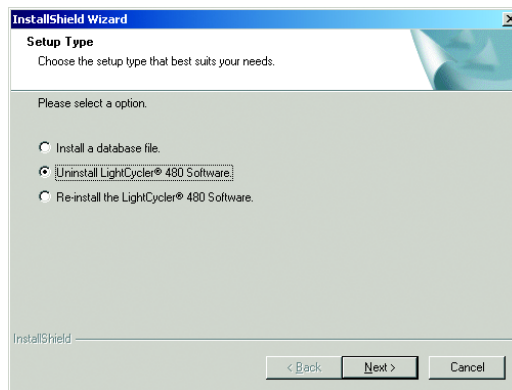 InstallShield Wizard
Setup Type
Choose the setup type that best suits your needs.
Please select a option.
Install a database file.
Uninstall LightCycler® 480 Software.
Re-install the LightCycler® 480 Software.
InstallShield
< Back
Next >
Cancel